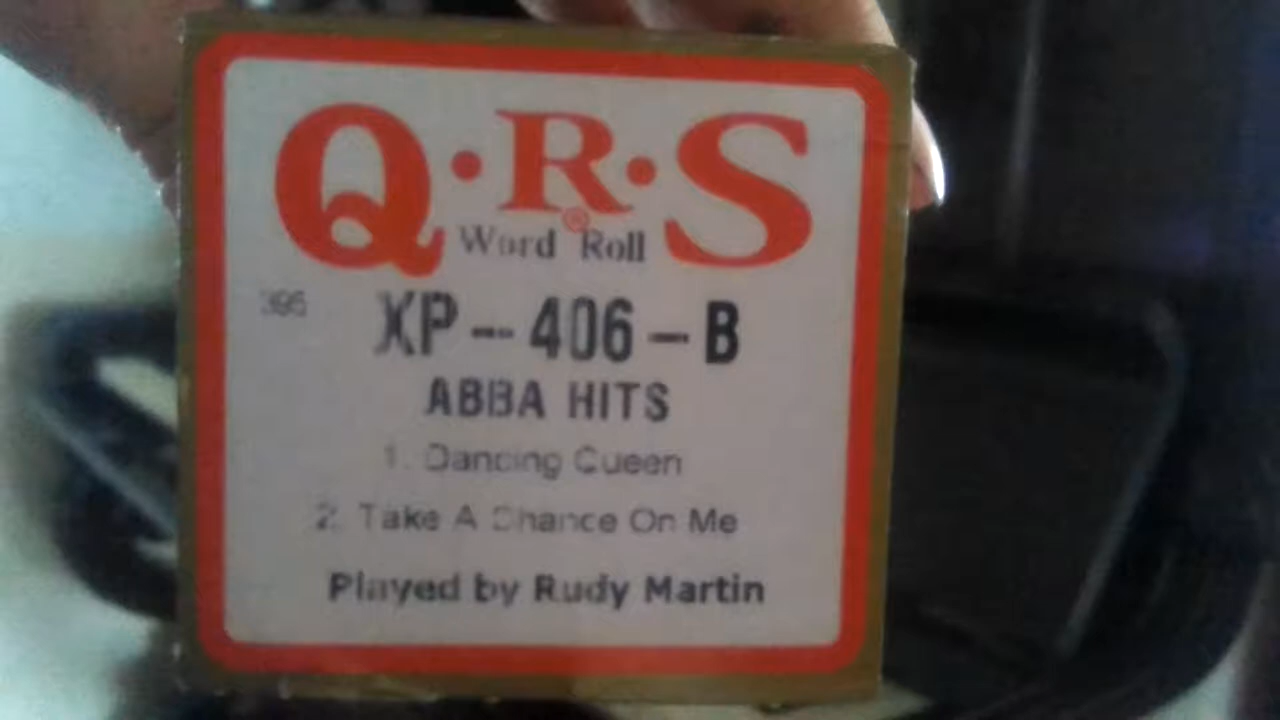 Q·R·S
®
Word Roll
395
XP-406-B
ABBA HITS
1. Dancing Queen
2. Take A Chance On Me
Played by Rudy Martin